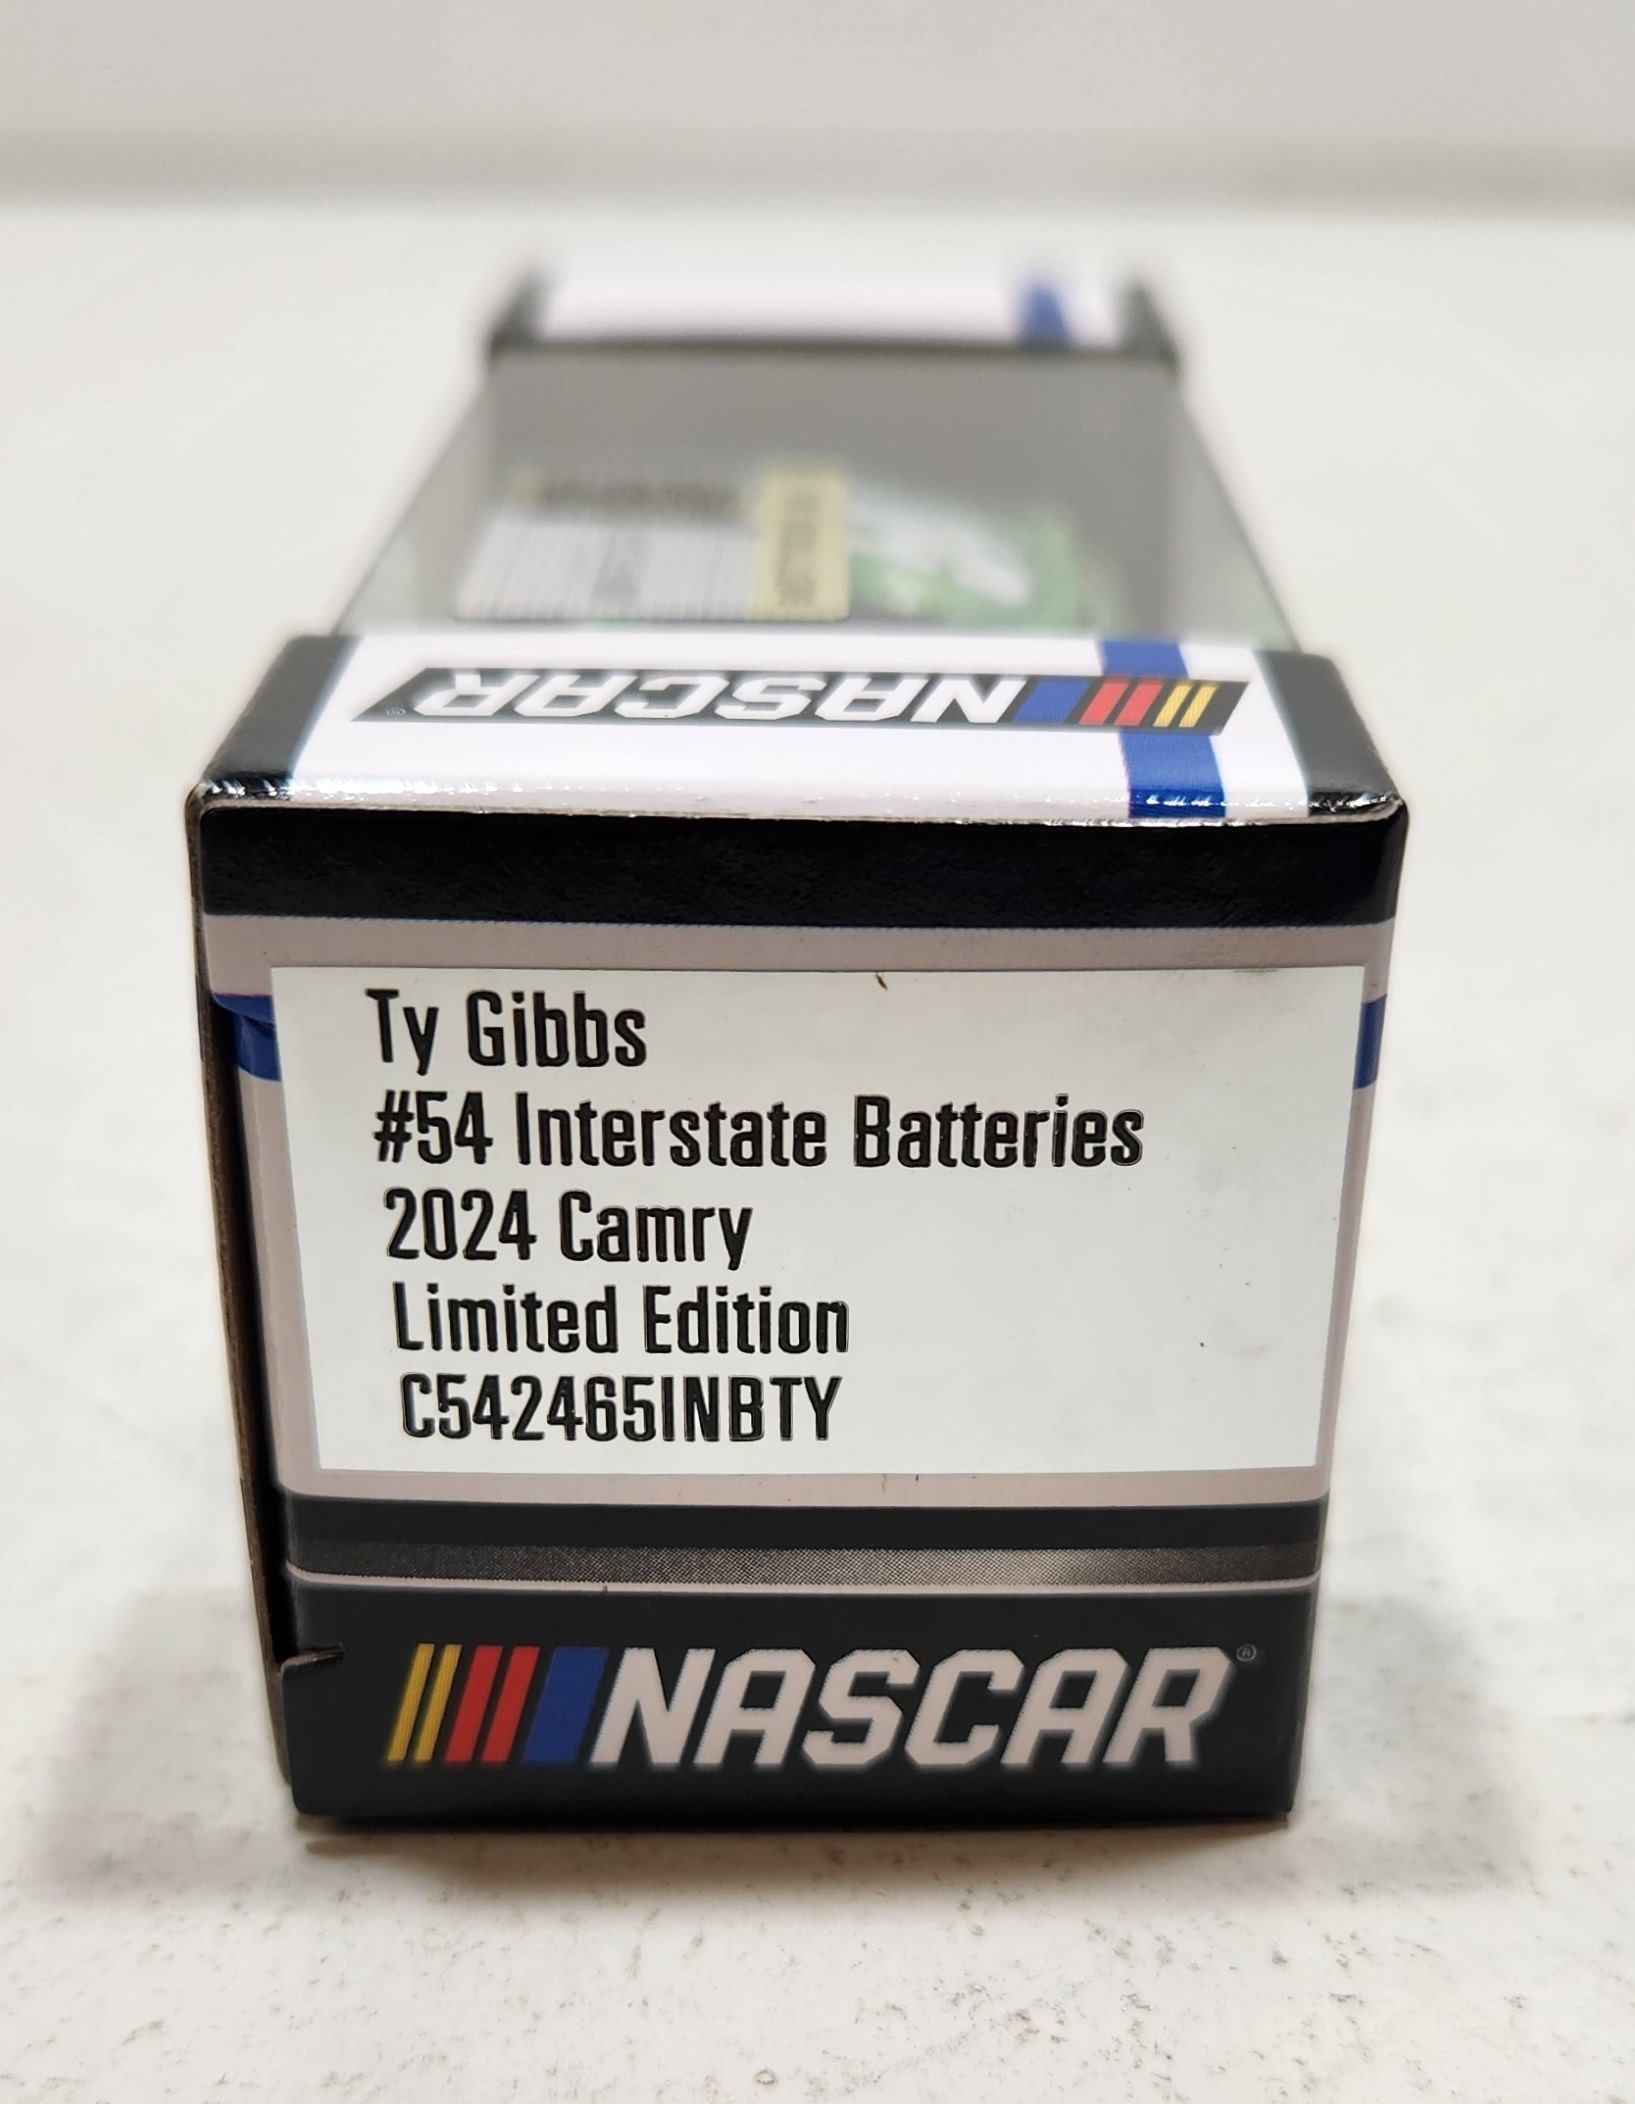 NASCAR
Ty Gibbs
#54 Interstate Batteries
2024 Camry
Limited Edition
C542465INBTY
NASCAR®